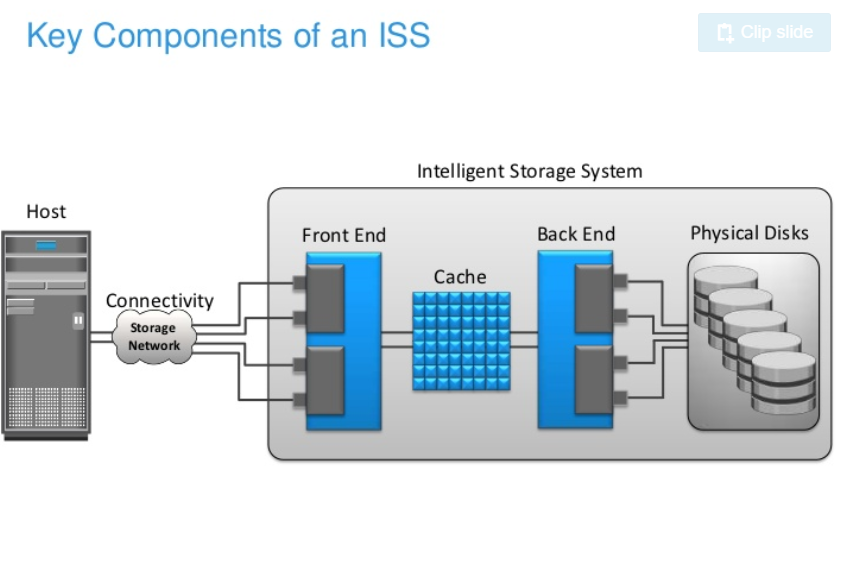 Key Components of an ISS
Clip slide
Intelligent Storage System
Host
Front End
Back End
Physical Disks
Cache
Connectivity
Storage
Network